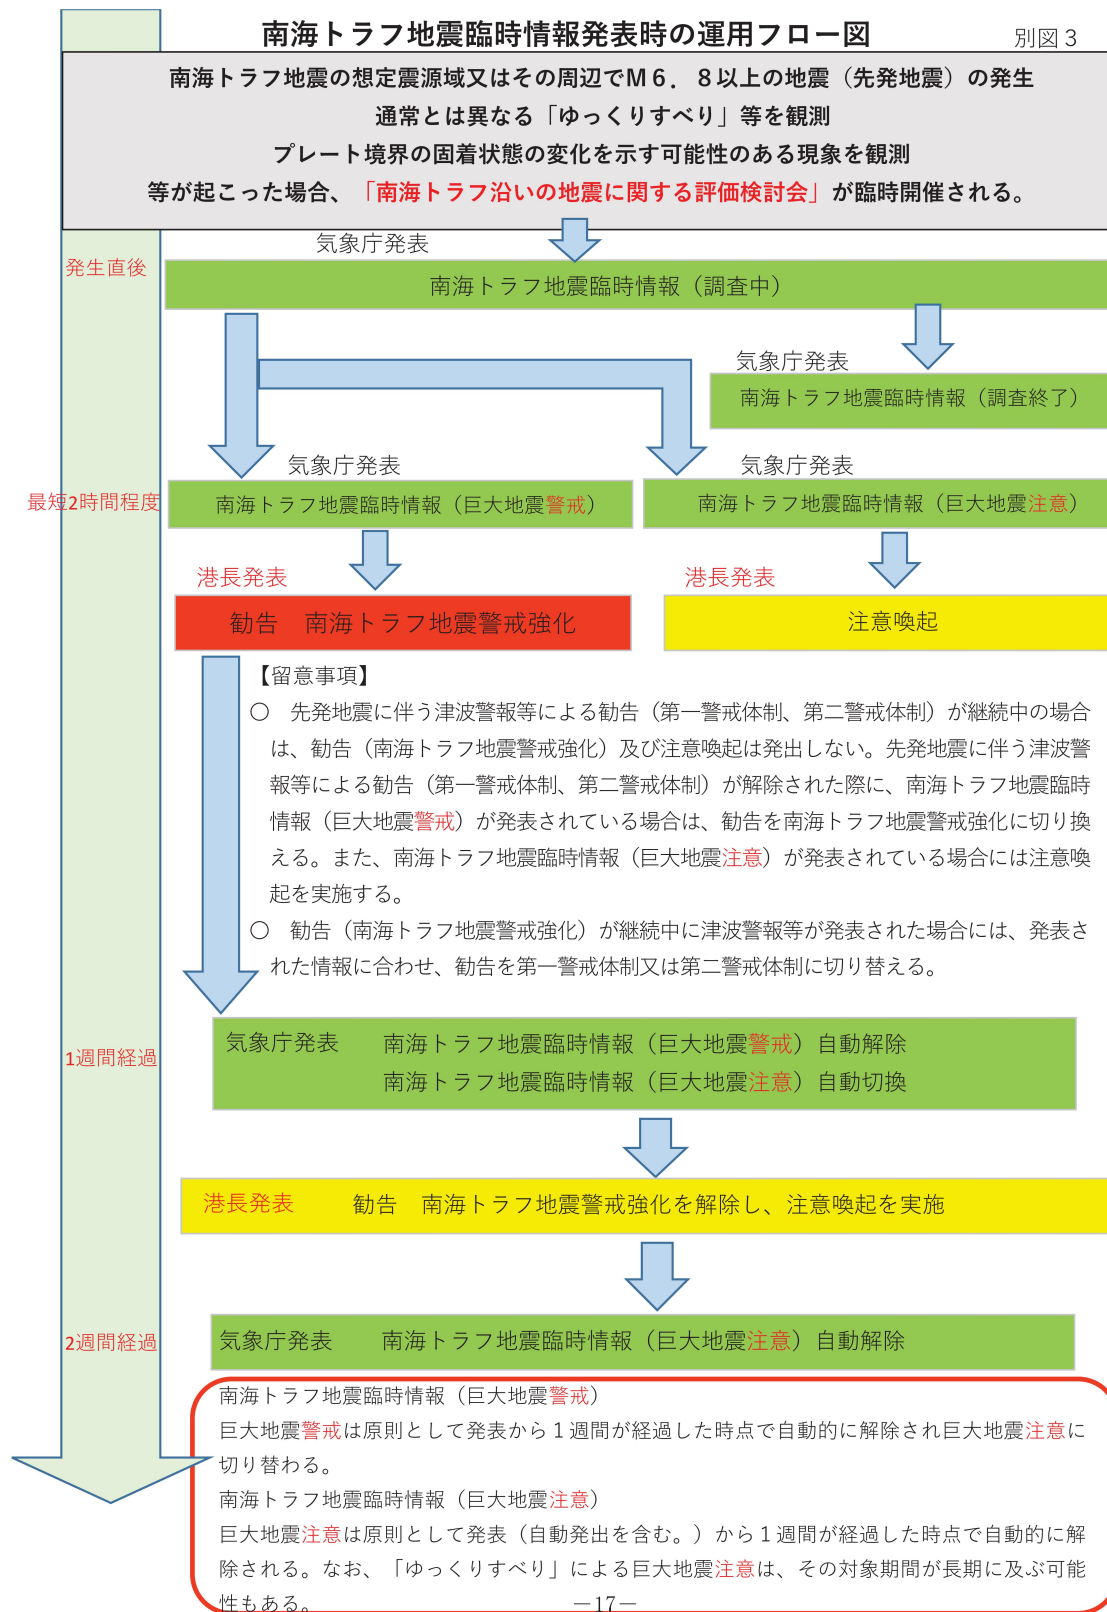 南海トラフ地震臨時情報発表時の運用フロー図
別図３
南海トラフ地震の想定震源域又はその周辺でＭ６．８以上の地震（先発地震）の発生
通常とは異なる「ゆっくりすべり」等を観測
プレート境界の固着状態の変化を示す可能性のある現象を観測
等が起こった場合、「南海トラフ沿いの地震に関する評価検討会」が臨時開催される。
気象庁発表
発生直後
南海トラフ地震臨時情報（調査中）
気象庁発表
南海トラフ地震臨時情報（調査終了）
気象庁発表
気象庁発表
最短2時間程度
南海トラフ地震臨時情報（巨大地震警戒）
南海トラフ地震臨時情報（巨大地震注意）
港長発表
港長発表
勧告　南海トラフ地震警戒強化
注意喚起
【留意事項】
〇　先発地震に伴う津波警報等による勧告（第一警戒体制、第二警戒体制）が継続中の場合
は、勧告（南海トラフ地震警戒強化）及び注意喚起は発出しない。先発地震に伴う津波警
報等による勧告（第一警戒体制、第二警戒体制）が解除された際に、南海トラフ地震臨時
情報（巨大地震警戒）が発表されている場合は、勧告を南海トラフ地震警戒強化に切り換
える。また、南海トラフ地震臨時情報（巨大地震注意）が発表されている場合には注意喚
起を実施する。
〇　勧告（南海トラフ地震警戒強化）が継続中に津波警報等が発表された場合には、発表さ
れた情報に合わせ、勧告を第一警戒体制又は第二警戒体制に切り替える。
1週間経過
気象庁発表　南海トラフ地震臨時情報（巨大地震警戒）自動解除
南海トラフ地震臨時情報（巨大地震注意）自動切換
港長発表　勧告　南海トラフ地震警戒強化を解除し、注意喚起を実施
2週間経過
気象庁発表　南海トラフ地震臨時情報（巨大地震注意）自動解除
南海トラフ地震臨時情報（巨大地震警戒）
巨大地震警戒は原則として発表から１週間が経過した時点で自動的に解除され巨大地震注意に
切り替わる。
南海トラフ地震臨時情報（巨大地震注意）
巨大地震注意は原則として発表（自動発出を含む。）から１週間が経過した時点で自動的に解
除される。なお、「ゆっくりすべり」による巨大地震注意は、その対象期間が長期に及ぶ可能
性もある。
－17－